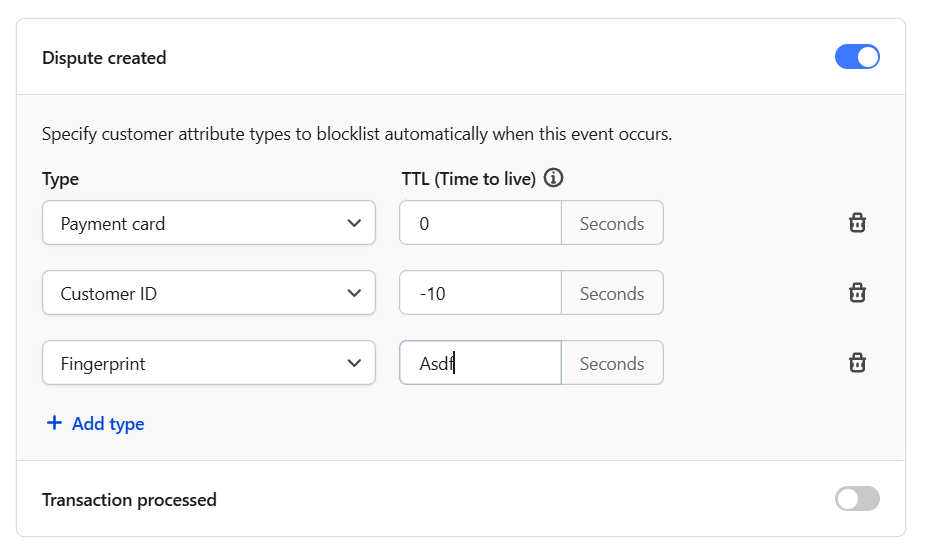 Dispute created
Specify customer attribute types to blocklist automatically when this event occurs.
Type TTL (Time to live)
Payment card 0 Seconds
Customer ID -10 Seconds
Fingerprint Asdf Seconds
+ Add type
Transaction processed